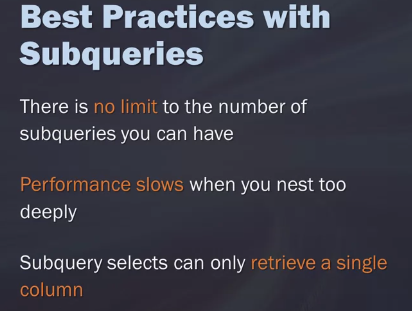 Best Practices with
Subqueries
There is no limit to the number of
subqueries you can have
Performance slows when you nest too
deeply
Subquery selects can only retrieve a single
column